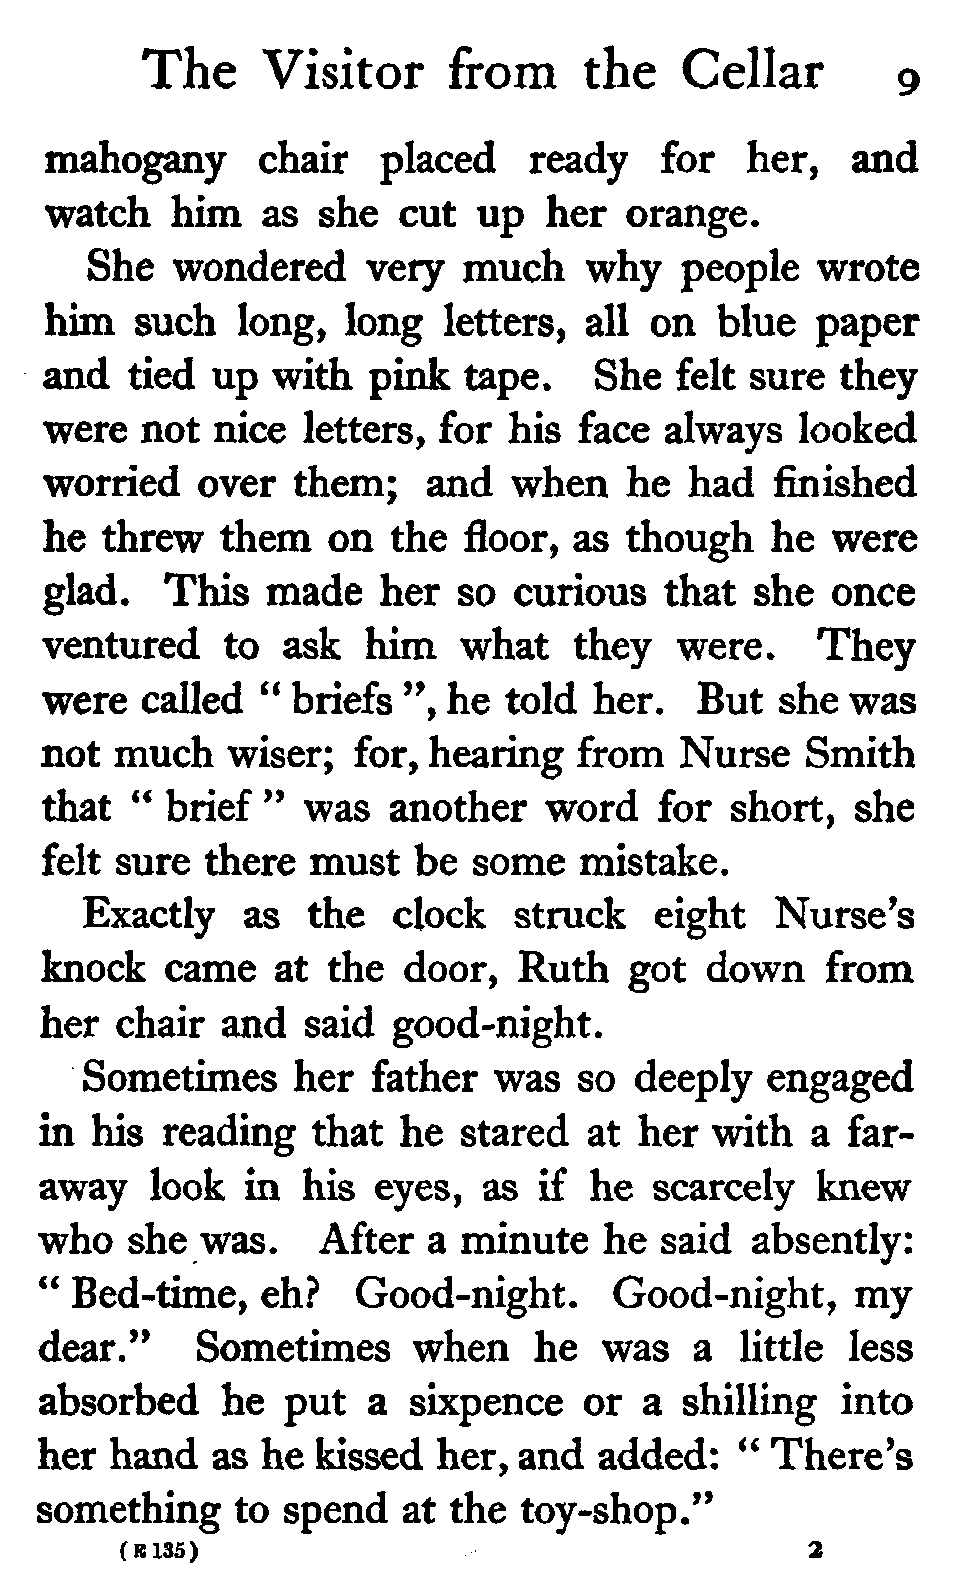 The Visitor from the Cellar 9
mahogany chair placed ready for her, and
watch him as she cut up her orange.
She wondered very much why people wrote
him such long, long letters, all on blue paper
and tied up with pink tape. She felt sure they
were not nice letters, for his face always looked
worried over them; and when he had finished
he threw them on the floor, as though he were
glad. This made her so curious that she once
ventured to ask him what they were. They
were called “ briefs ”, he told her. But she was
not much wiser; for, hearing from Nurse Smith
that “ brief ” was another word for short, she
felt sure there must be some mistake.
Exactly as the clock struck eight Nurse’s
knock came at the door, Ruth got down from
her chair and said good-night.
Sometimes her father was so deeply engaged
in his reading that he stared at her with a far-
away look in his eyes, as if he scarcely knew
who she was. After a minute he said absently:
“ Bed-time, eh? Good-night. Good-night, my
dear.” Sometimes when he was a little less
absorbed he put a sixpence or a shilling into
her hand as he kissed her, and added: “ There’s
something to spend at the toy-shop.”
(R 135) 2